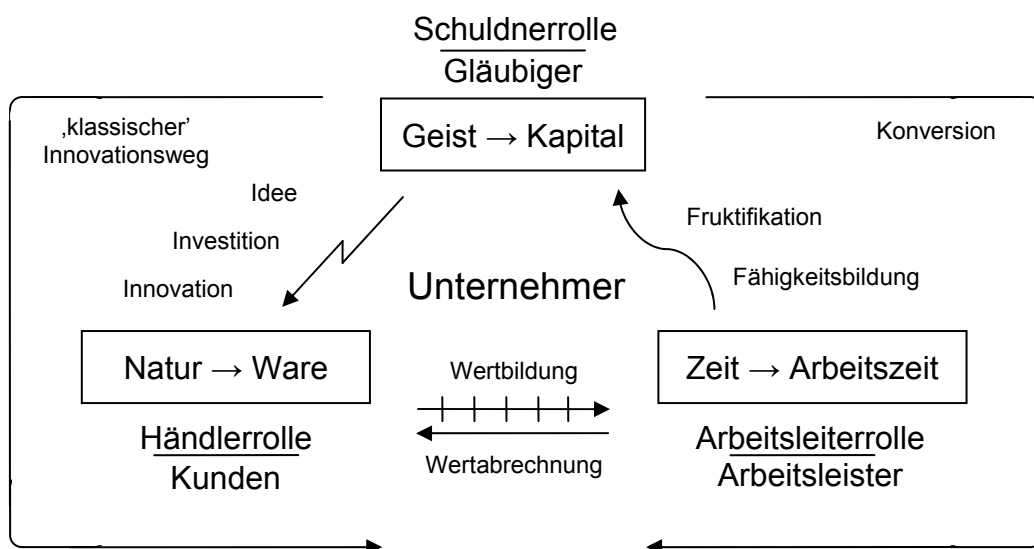 Schuldnerrolle
Gläubiger
Geist → Kapital
‚klassischer’
Innovationsweg
Konversion
Idee
Investition
Innovation
Fruktifikation
Fähigkeitsbildung
Unternehmer
Natur → Ware
Wertbildung
Zeit → Arbeitszeit
Wertabrechnung
Händlerrolle
Kunden
Arbeitsleiterrolle
Arbeitsleister